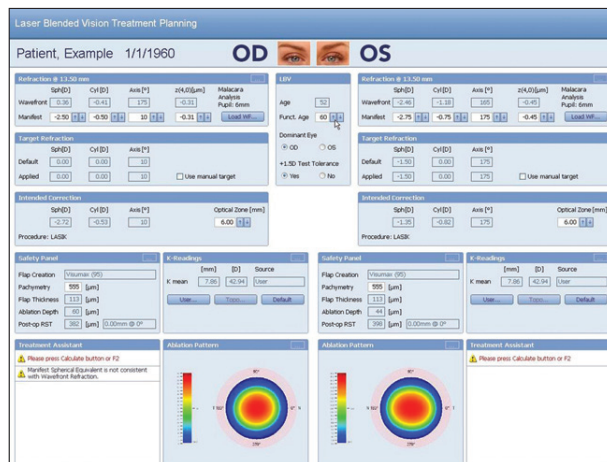 Laser Blended Vision Treatment Planning
Patient, Example 1/1/1960 OD OS
Refraction @ 13.50 mm
Sph[D] Cyl[D] Axis [°] z(4,0)[µm] Malacara Analysis Pupil: 6mm
Wavefront 0.36 -0.41 175 -0.31
Manifest -2.50 -0.50 10 -0.31 Load WF...
Target Refraction
Sph[D] Cyl[D] Axis [°]
Default 0.00 0.00 10
Applied 0.00 0.00 10 Use manual target
Intended Correction
Sph[D] Cyl[D] Axis [°] Optical Zone [mm]
-2.72 -0.53 10 6.00
Procedure: LASIK
LBV
Age 52
Funct. Age 60
Dominant Eye
OD OS
+1.5D Test Tolerance
Yes No
Refraction @ 13.50 mm
Sph[D] Cyl[D] Axis [°] z(4,0)[µm] Malacara Analysis Pupil: 6mm
Wavefront -2.46 -1.18 165 -0.45
Manifest -2.75 -0.75 175 -0.45 Load WF...
Target Refraction
Sph[D] Cyl[D] Axis [°]
Default -1.50 0.00 175
Applied -1.50 0.00 175 Use manual target
Intended Correction
Sph[D] Cyl[D] Axis [°] Optical Zone [mm]
-1.35 -0.82 175 6.00
Procedure: LASIK
Safety Panel
Flap Creation Visumax (95)
Pachymetry 555 [µm]
Flap Thickness 113 [µm]
Ablation Depth 60 [µm]
Post-op RST 382 [µm] 0.00mm @ 0°
K-Readings
[mm] [D] Source
K mean 7.86 42.94 User
User... Topo... Default
Safety Panel
Flap Creation Visumax (95)
Pachymetry 555 [µm]
Flap Thickness 113 [µm]
Ablation Depth 44 [µm]
Post-op RST 398 [µm] 0.00mm @ 0°
K-Readings
[mm] [D] Source
K mean 7.86 42.94 User
User... Topo... Default
Treatment Assistant
Please press Calculate button or F2
Manifest Spherical Equivalent is not consistent
with Wavefront Refraction.
Ablation Pattern
90°
270°
Ablation Pattern
90°
270°
Treatment Assistant
Please press Calculate button or F2